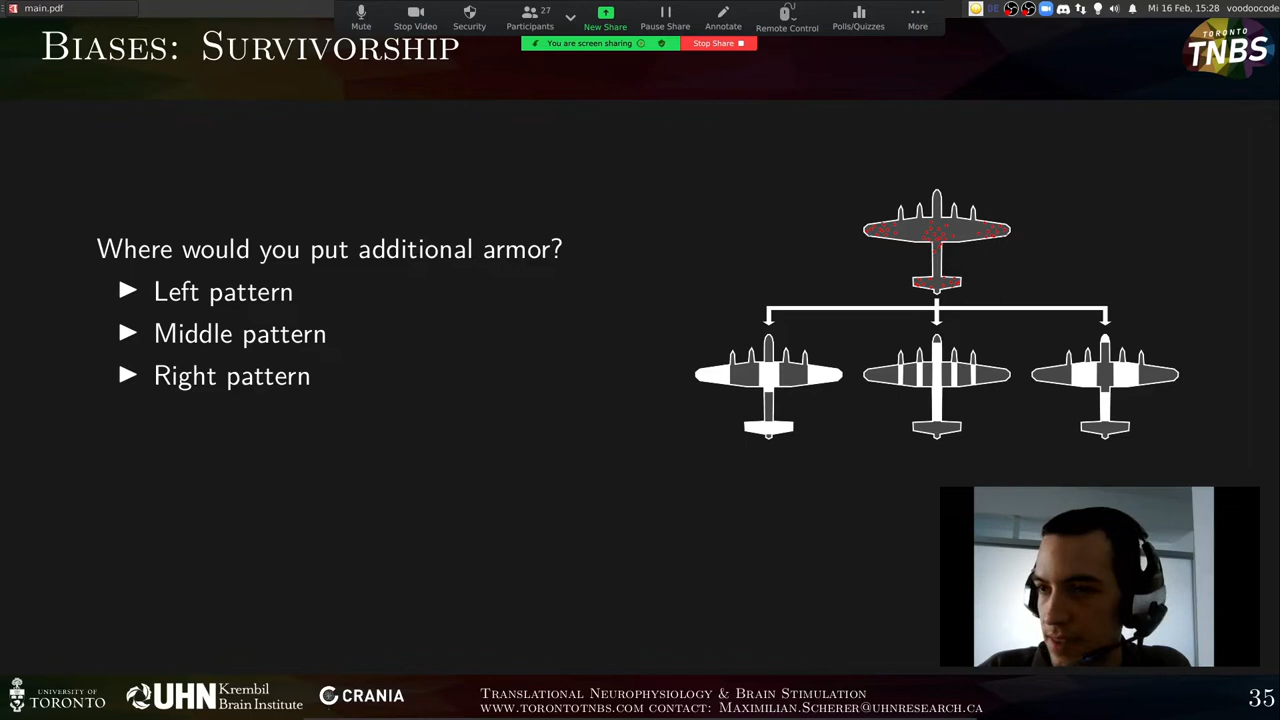 main.pdf
Mute
Stop Video
Security
27
Participants
New Share
Pause Share
Annotate
Remote Control
Polls/Quizzes
More
DE
Mi 16 Feb, 15:28
voodoocode
You are screen sharing
Stop Share
Biases: Survivorship
TORONTO
TNBS
Where would you put additional armor?
Left pattern
Middle pattern
Right pattern
UNIVERSITY OF
TORONTO
UHN
Krembil
Brain Institute
CRANIA
Translational Neurophysiology & Brain Stimulation
www.torontotnbs.com contact: Maximilian.Scherer@uhnresearch.ca
35